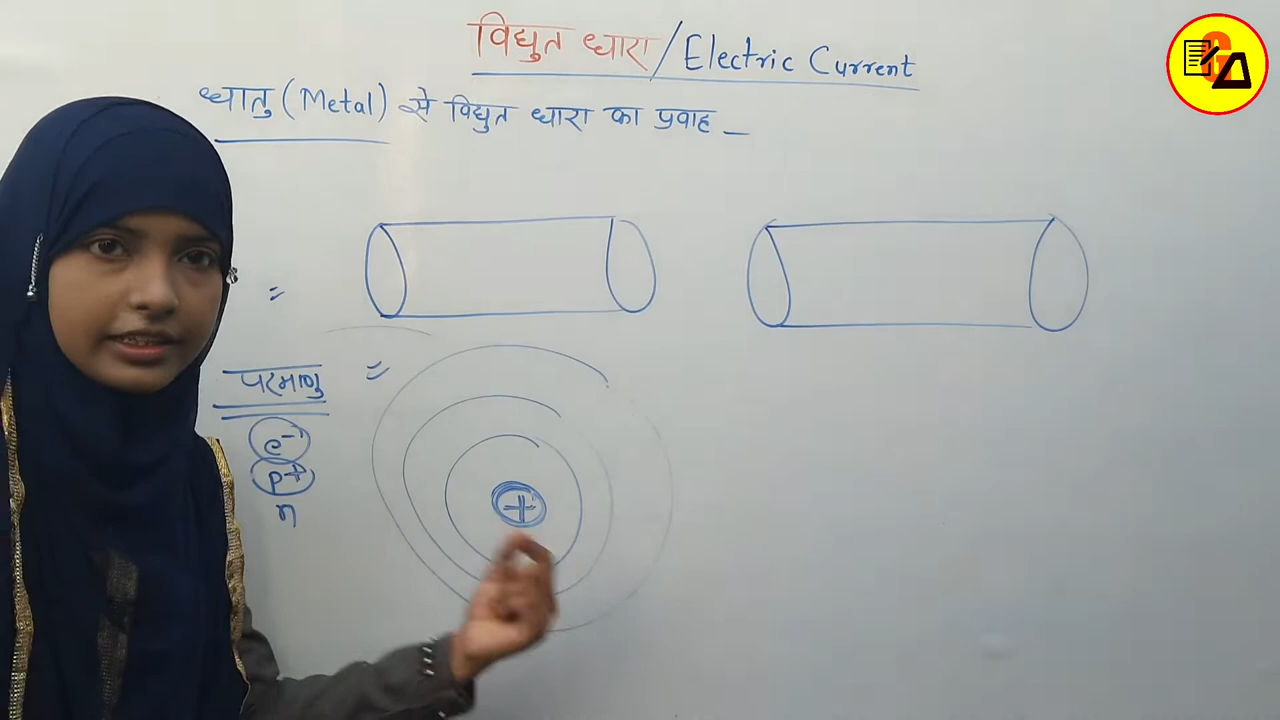 विद्युत धारा / Electric Current
धातु (Metal) से विद्युत धारा का प्रवाह _
=
परमाणु =
e⁻
p⁺
n
+